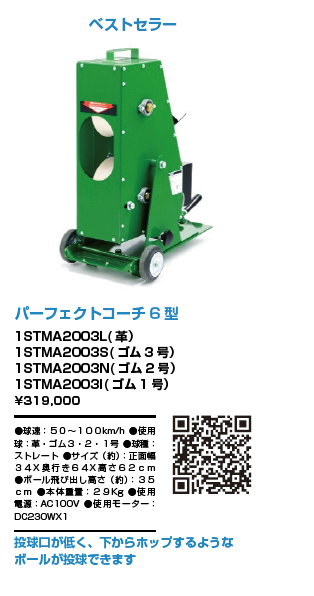 ベストセラー
パーフェクトコーチ6型
1STMA2003L(革)
1STMA2003S(ゴム3号)
1STMA2003N(ゴム2号)
1STMA2003I(ゴム1号)
¥319,000
●球速：50〜100km/h ●使用
球：革・ゴム3・2・1号 ●球種：
ストレート ●サイズ（約）：正面幅
34X奥行き64X高さ62cm
●ボール飛び出し高さ（約）：35
cm ●本体重量：29Kg ●使用
電源：AC100V ●使用モーター：
DC230WX1
投球口が低く、下からホップするような
ボールが投球できます